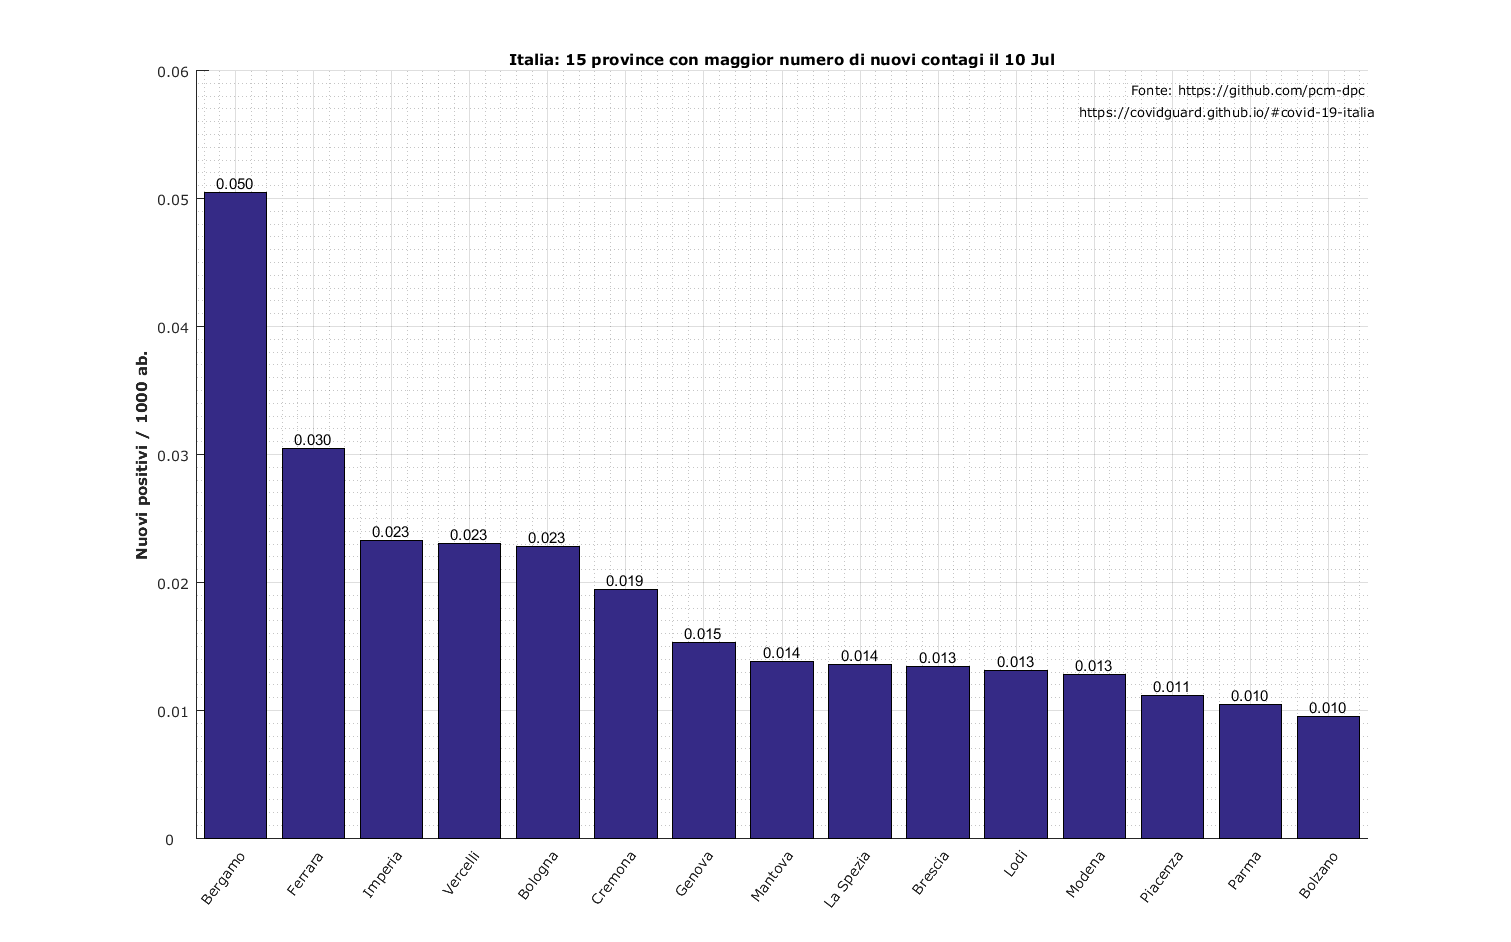 Italia: 15 province con maggior numero di nuovi contagi il 10 Jul
Fonte: https://github.com/pcm-dpc
https://covidguard.github.io/#covid-19-italia
Nuovi positivi / 1000 ab.
0.06
0.05
0.04
0.03
0.02
0.01
0
0.050
0.030
0.023
0.023
0.023
0.019
0.015
0.014
0.014
0.013
0.013
0.013
0.011
0.010
0.010
Bergamo
Ferrara
Imperia
Vercelli
Bologna
Cremona
Genova
Mantova
La Spezia
Brescia
Lodi
Modena
Piacenza
Parma
Bolzano